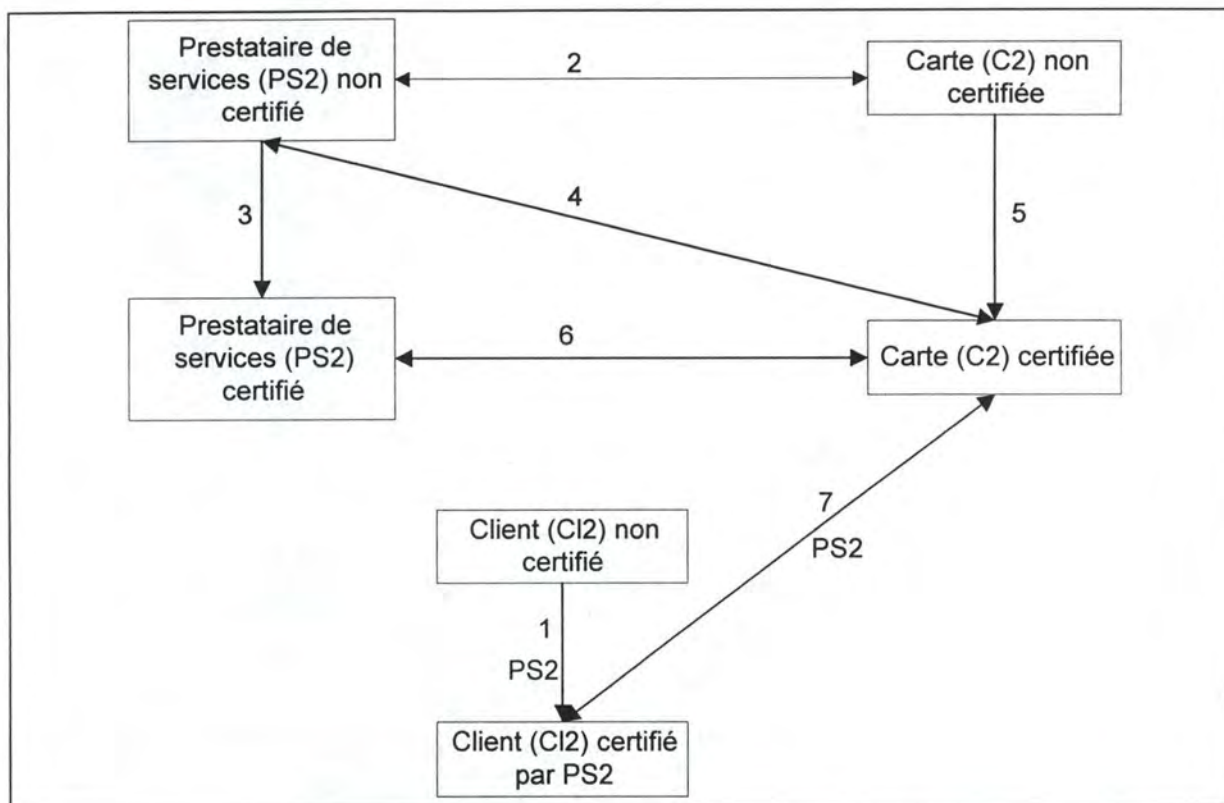 Prestataire de
services (PS2) non
certifié
2
Carte (C2) non
certifiée
3
4
5
Prestataire de
services (PS2)
certifié
6
Carte (C2) certifiée
Client (Cl2) non
certifié
7
PS2
1
PS2
Client (Cl2) certifié
par PS2